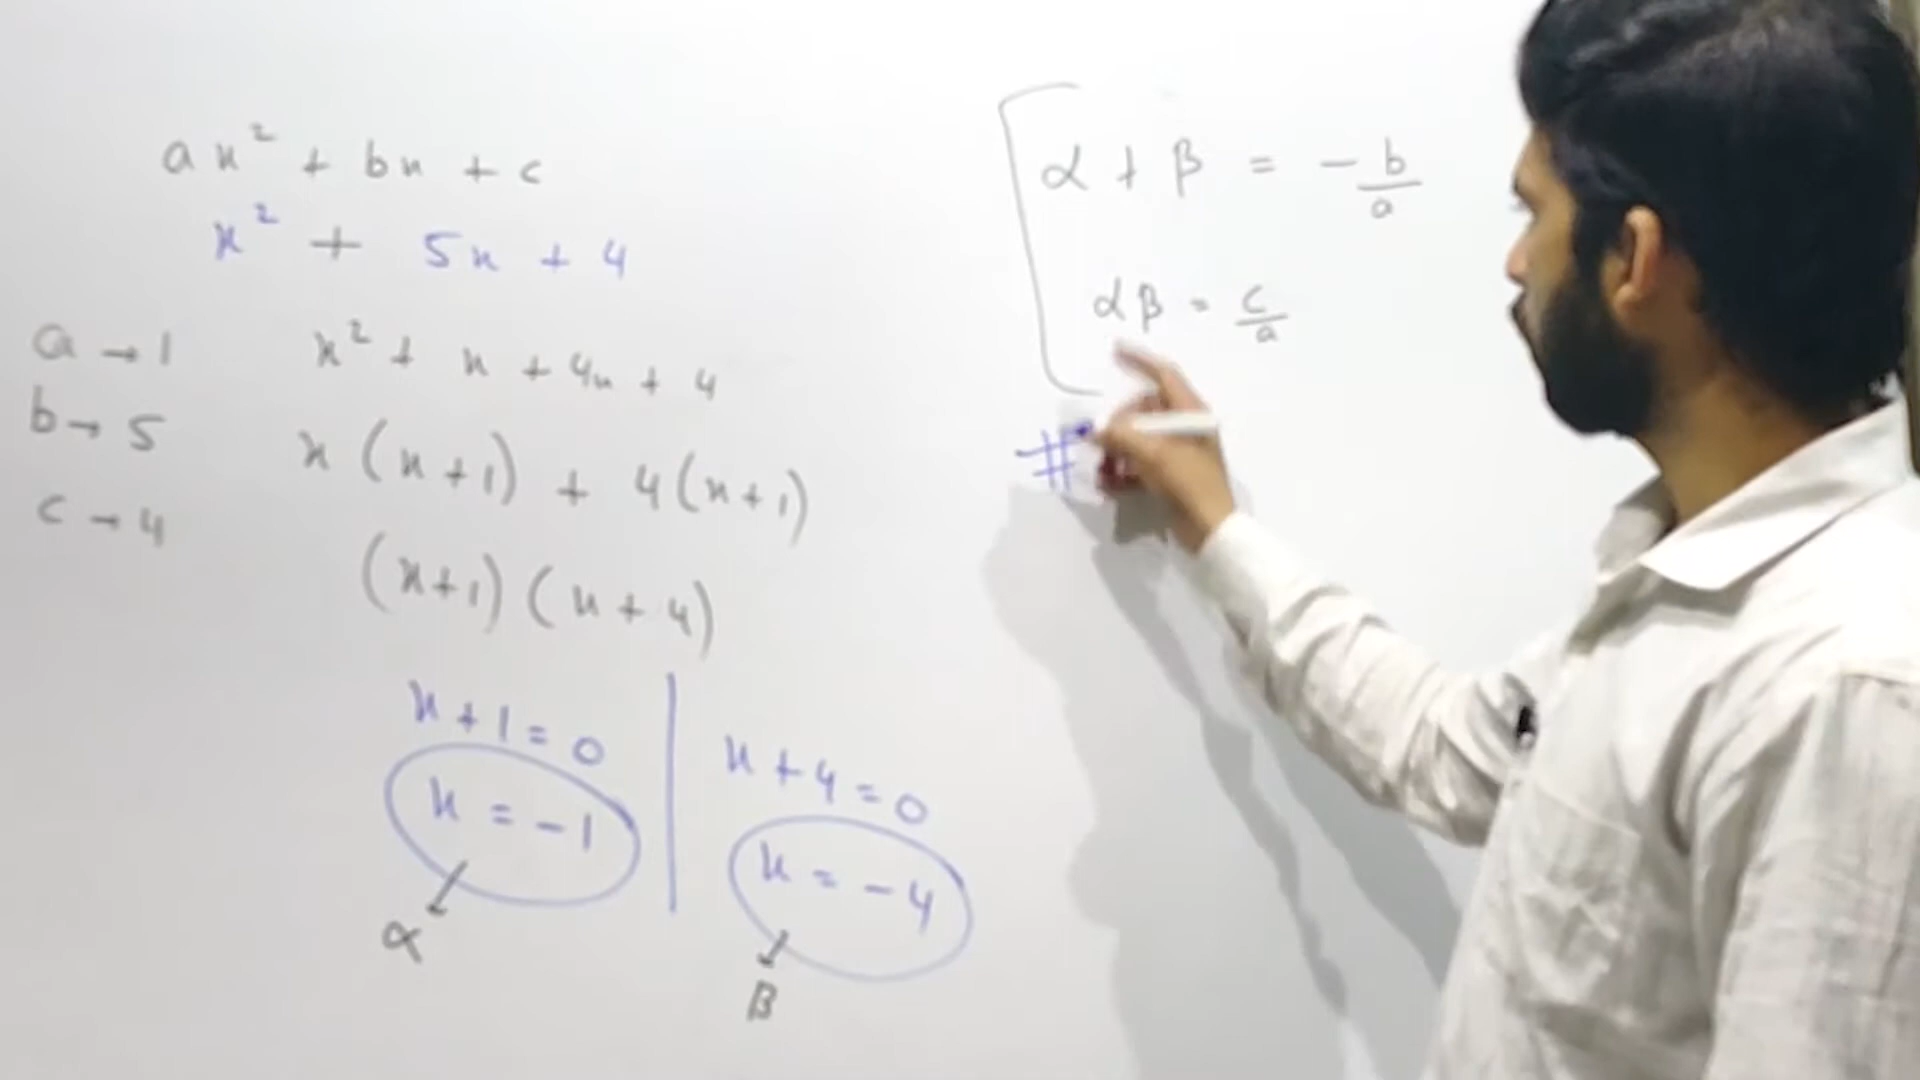 ax² + bx + c
x² + 5x + 4
a → 1
b → 5
c → 4
x² + x + 4x + 4
x (x+1) + 4(x+1)
(x+1) (x+4)
x+1=0
x = -1
α
x+4=0
x = -4
β
α + β = -b/a
αβ = c/a
#